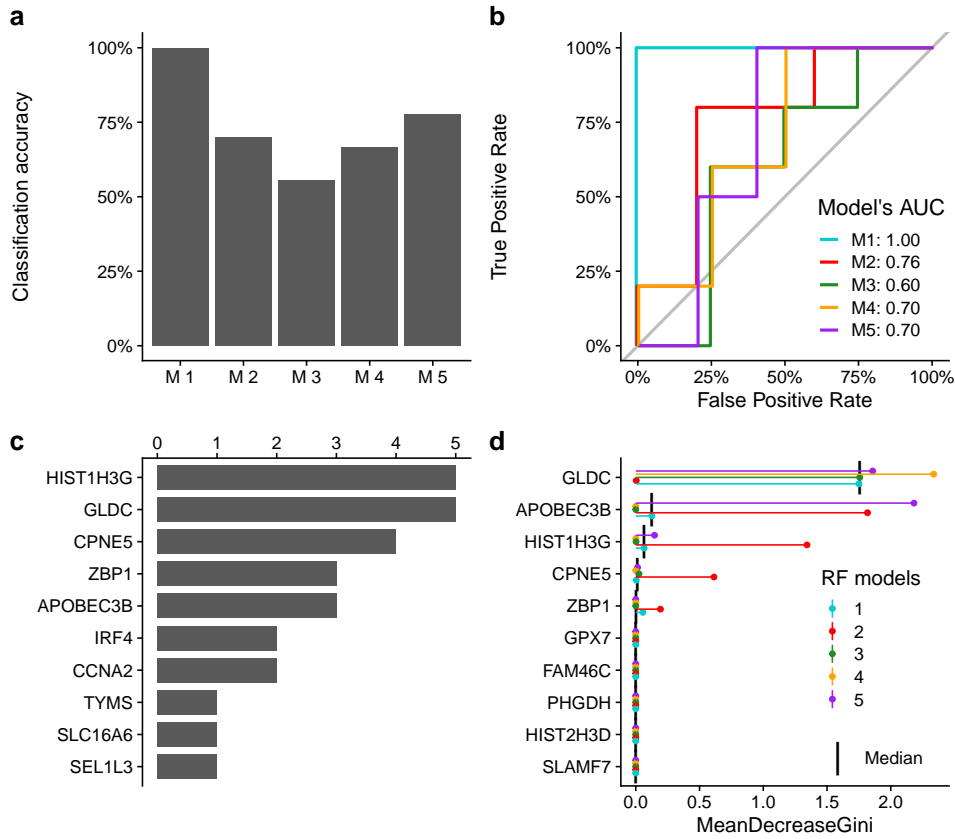 a
Classification accuracy
100%
75%
50%
25%
0%
M 1 M 2 M 3 M 4 M 5
b
True Positive Rate
100%
75%
50%
25%
0%
Model's AUC
M1: 1.00
M2: 0.76
M3: 0.60
M4: 0.70
M5: 0.70
0% 25% 50% 75% 100%
False Positive Rate
c
0 1 2 3 4 5
HIST1H3G
GLDC
CPNE5
ZBP1
APOBEC3B
IRF4
CCNA2
TYMS
SLC16A6
SEL1L3
d
GLDC
APOBEC3B
HIST1H3G
CPNE5
ZBP1
GPX7
FAM46C
PHGDH
HIST2H3D
SLAMF7
RF models
1
2
3
4
5
Median
0.0 0.5 1.0 1.5 2.0
MeanDecreaseGini